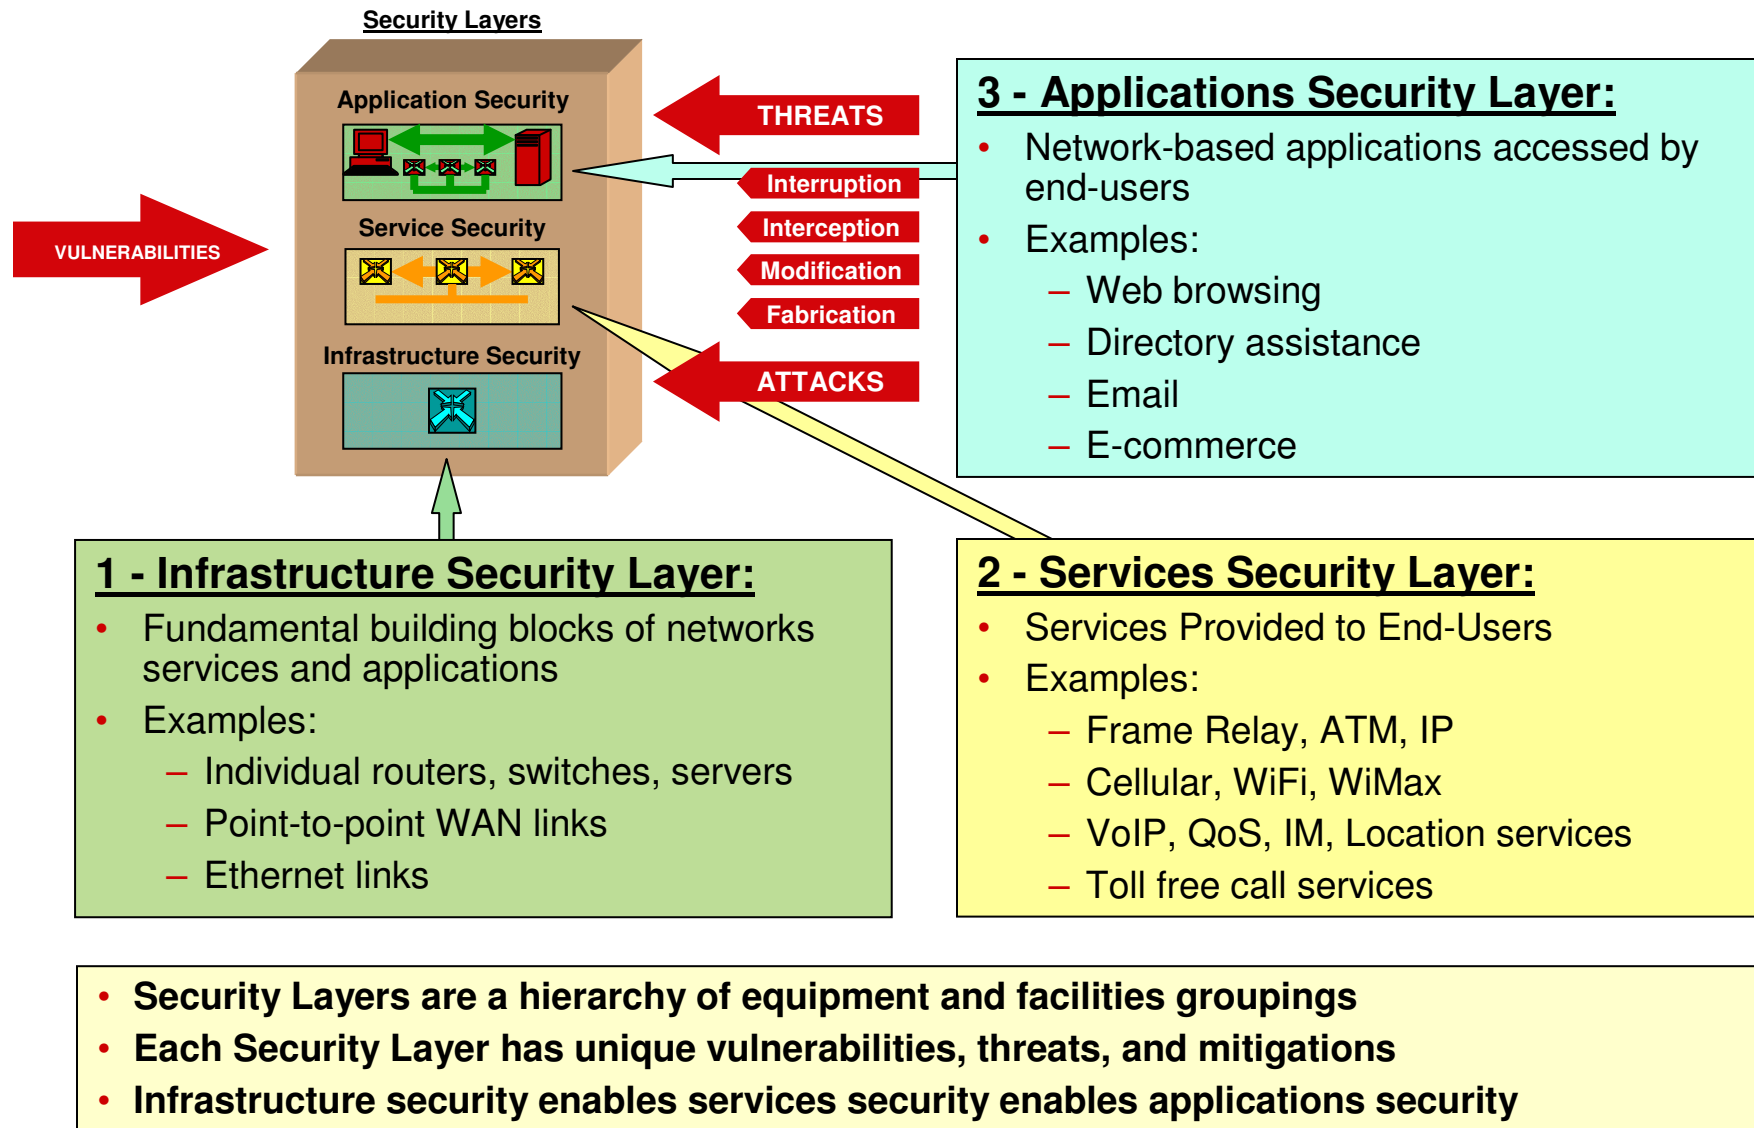 Security Layers
Application Security
Service Security
Infrastructure Security
VULNERABILITIES
THREATS
Interruption
Interception
Modification
Fabrication
ATTACKS
3 - Applications Security Layer:
• Network-based applications accessed by
end-users
• Examples:
– Web browsing
– Directory assistance
– Email
– E-commerce
1 - Infrastructure Security Layer:
• Fundamental building blocks of networks
services and applications
• Examples:
– Individual routers, switches, servers
– Point-to-point WAN links
– Ethernet links
2 - Services Security Layer:
• Services Provided to End-Users
• Examples:
– Frame Relay, ATM, IP
– Cellular, WiFi, WiMax
– VoIP, QoS, IM, Location services
– Toll free call services
• Security Layers are a hierarchy of equipment and facilities groupings
• Each Security Layer has unique vulnerabilities, threats, and mitigations
• Infrastructure security enables services security enables applications security